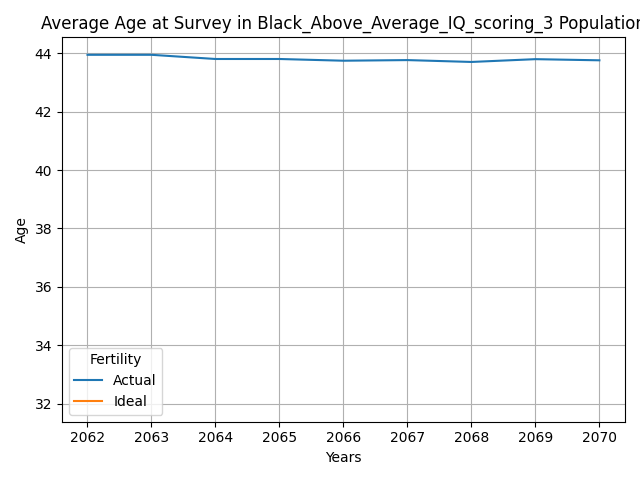 Average Age at Survey in Black_Above_Average_IQ_scoring_3 Population
44
42
40
38
36
34
32
Age
Fertility
Actual
Ideal
2062 2063 2064 2065 2066 2067 2068 2069 2070
Years